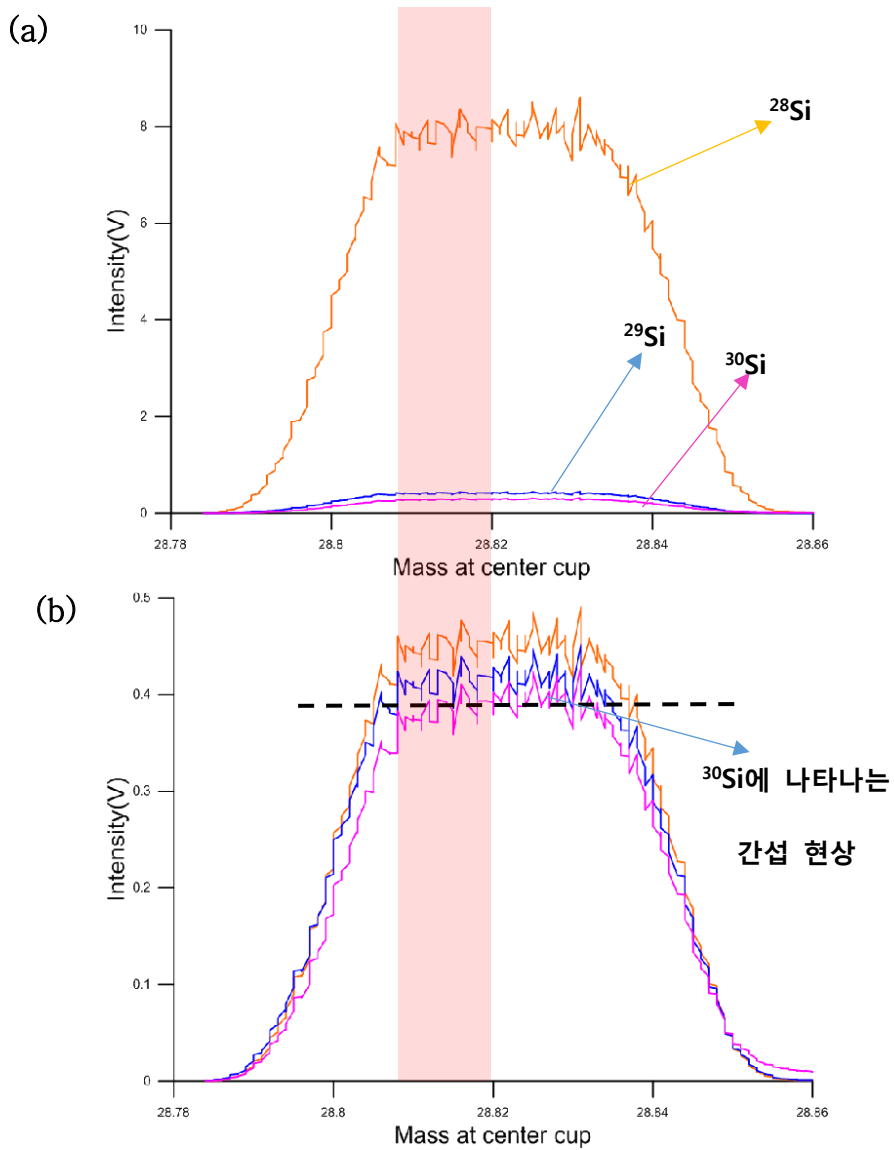 (a)
10
8
6
4
2
0
Intensity(V)
²⁸Si
²⁹Si
³⁰Si
28.78 28.8 28.82 28.84 28.86
Mass at center cup
(b)
0.5
0.4
0.3
0.2
0.1
0
Intensity(V)
³⁰Si에 나타나는
간섭 현상
28.78 28.8 28.82 28.84 28.86
Mass at center cup